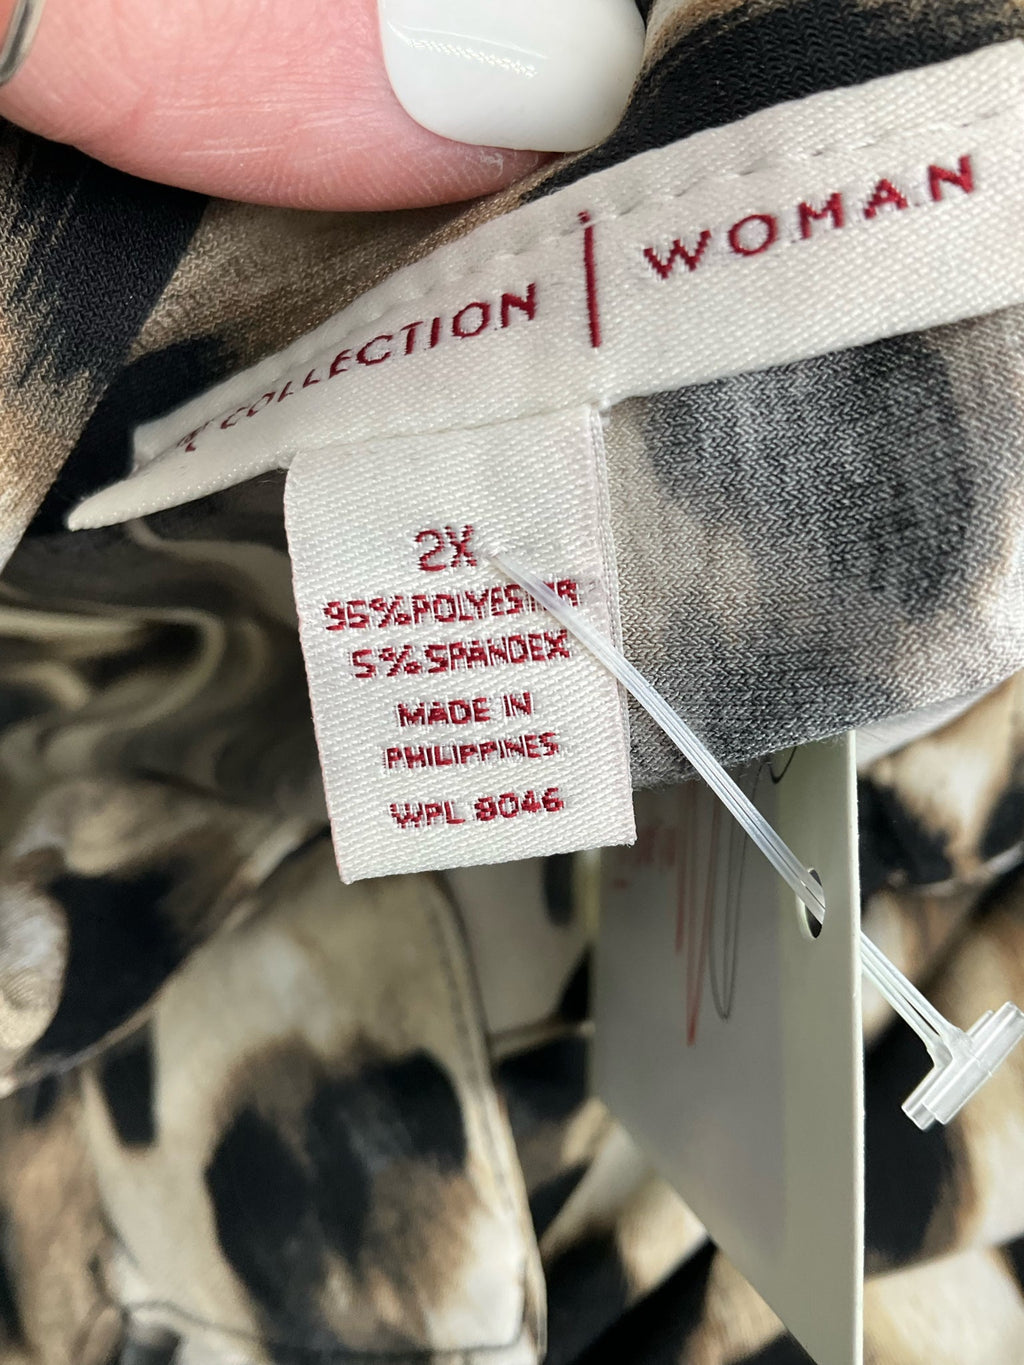 COLLECTION | WOMAN
2X
95% POLYESTER
5% SPANDEX
MADE IN
PHILIPPINES
WPL 8046